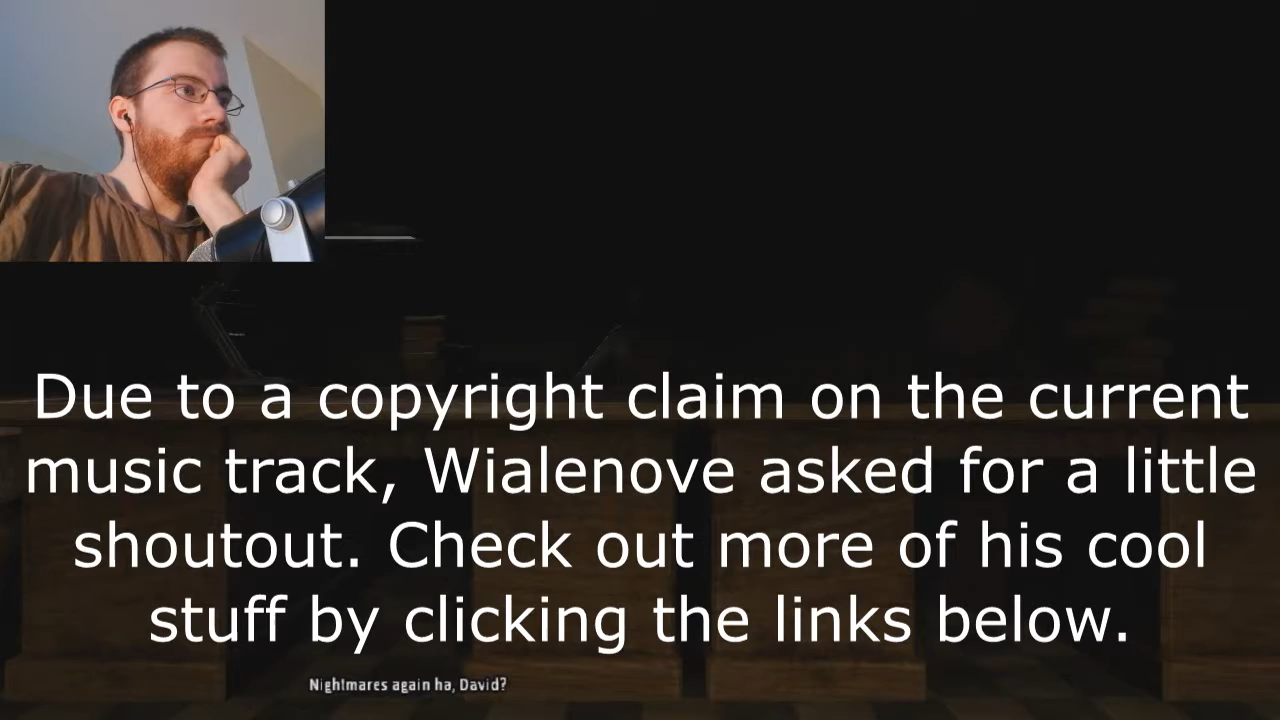 Due to a copyright claim on the current
music track, Wialenove asked for a little
shoutout. Check out more of his cool
stuff by clicking the links below.
Nightmares again ha, David?